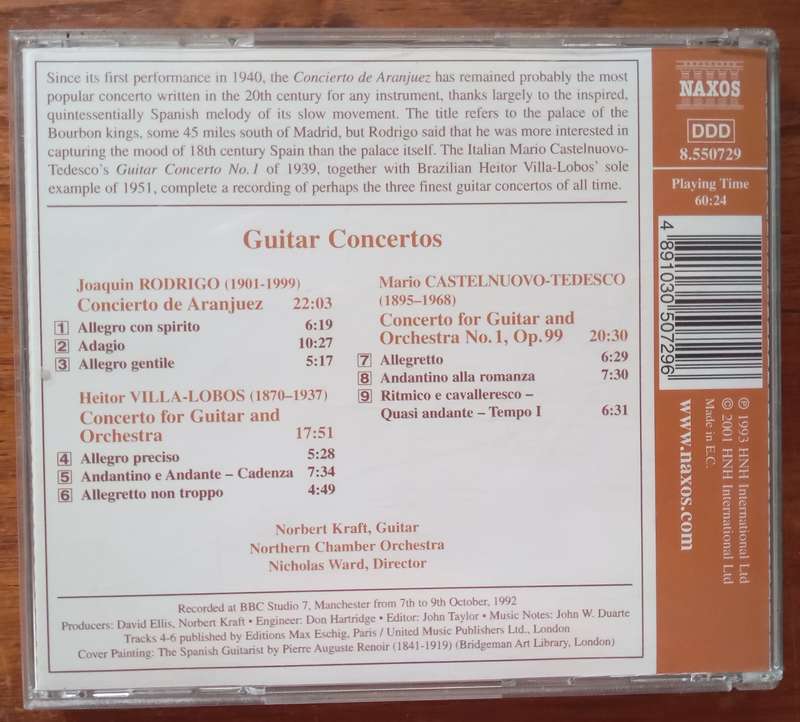 Since its first performance in 1940, the Concierto de Aranjuez has remained probably the most
popular concerto written in the 20th century for any instrument, thanks largely to the inspired,
quintessentially Spanish melody of its slow movement. The title refers to the palace of the
Bourbon kings, some 45 miles south of Madrid, but Rodrigo said that he was more interested in
capturing the mood of 18th century Spain than the palace itself. The Italian Mario Castelnuovo-
Tedesco's Guitar Concerto No. 1 of 1939, together with Brazilian Heitor Villa-Lobos' sole
example of 1951, complete a recording of perhaps the three finest guitar concertos of all time.
Guitar Concertos
Joaquin RODRIGO (1901-1999)
Concierto de Aranjuez 22:03
1 Allegro con spirito 6:19
2 Adagio 10:27
3 Allegro gentile 5:17
Heitor VILLA-LOBOS (1870–1937)
Concerto for Guitar and
Orchestra 17:51
4 Allegro preciso 5:28
5 Andantino e Andante – Cadenza 7:34
6 Allegretto non troppo 4:49
Mario CASTELNUOVO-TEDESCO
(1895–1968)
Concerto for Guitar and
Orchestra No. 1, Op. 99 20:30
7 Allegretto 6:29
8 Andantino alla romanza 7:30
9 Ritmico e cavalleresco –
Quasi andante – Tempo I 6:31
Norbert Kraft, Guitar
Northern Chamber Orchestra
Nicholas Ward, Director
Recorded at BBC Studio 7, Manchester from 7th to 9th October, 1992
Producers: David Ellis, Norbert Kraft • Engineer: Don Hartridge • Editor: John Taylor • Music Notes: John W. Duarte
Tracks 4-6 published by Editions Max Eschig, Paris / United Music Publishers Ltd., London
Cover Painting: The Spanish Guitarist by Pierre Auguste Renoir (1841-1919) (Bridgeman Art Library, London)
NAXOS
DDD
8.550729
Playing Time
60:24
4 891030 507296
℗ 1993 HNH International Ltd
© 2001 HNH International Ltd
Made in E.C.
www.naxos.com